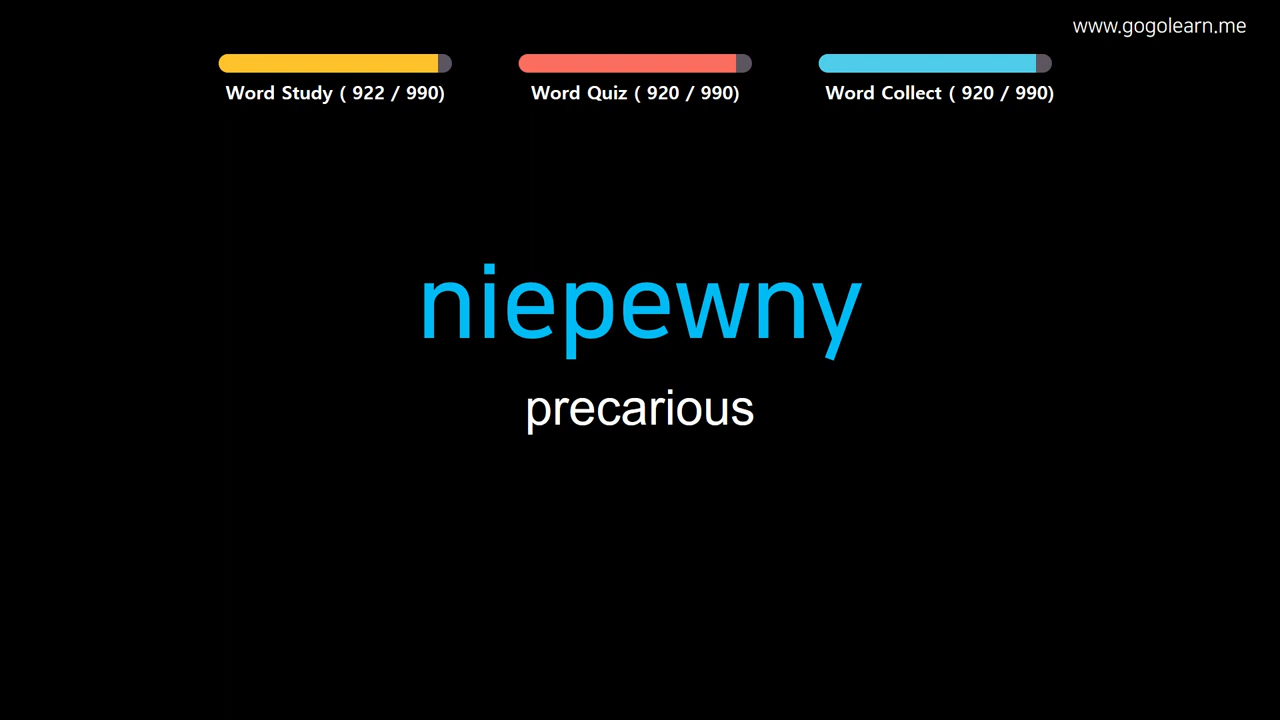 www.gogolearn.me
Word Study ( 922 / 990) Word Quiz ( 920 / 990) Word Collect ( 920 / 990)
niepewny
precarious